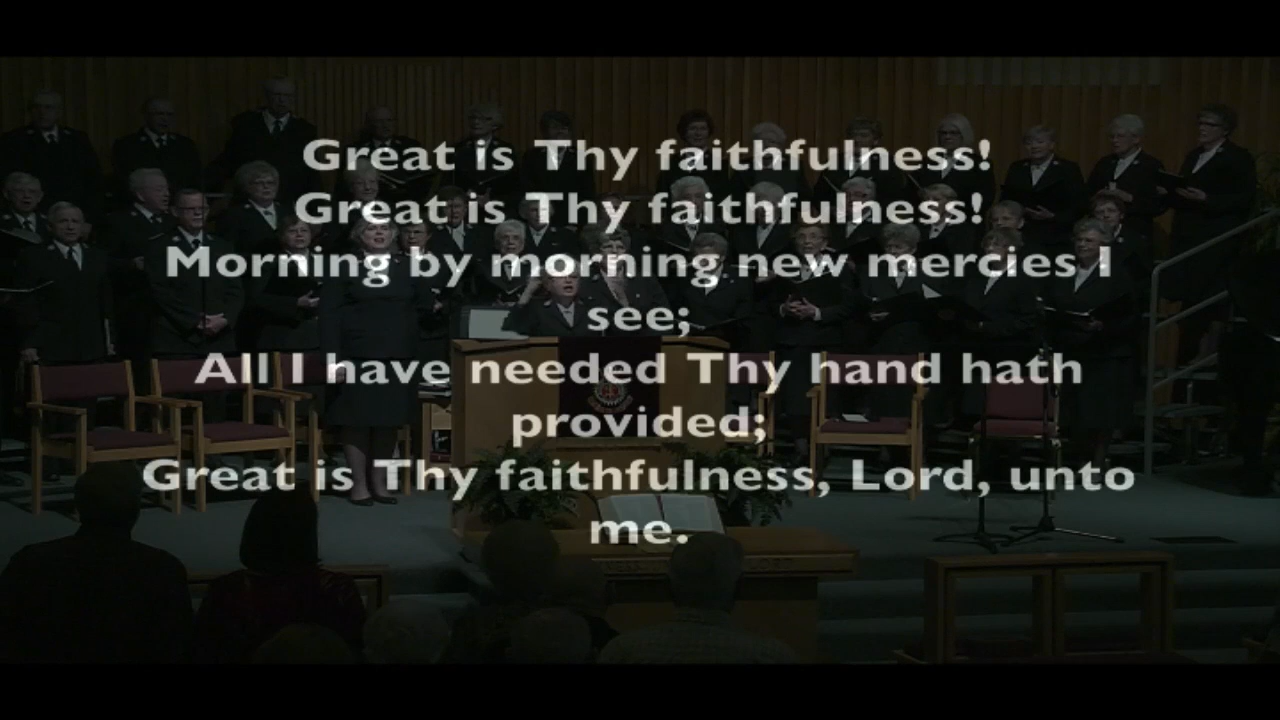 Great is Thy faithfulness!
Great is Thy faithfulness!
Morning by morning new mercies I
see;
All I have needed Thy hand hath
provided;
Great is Thy faithfulness, Lord, unto
me.